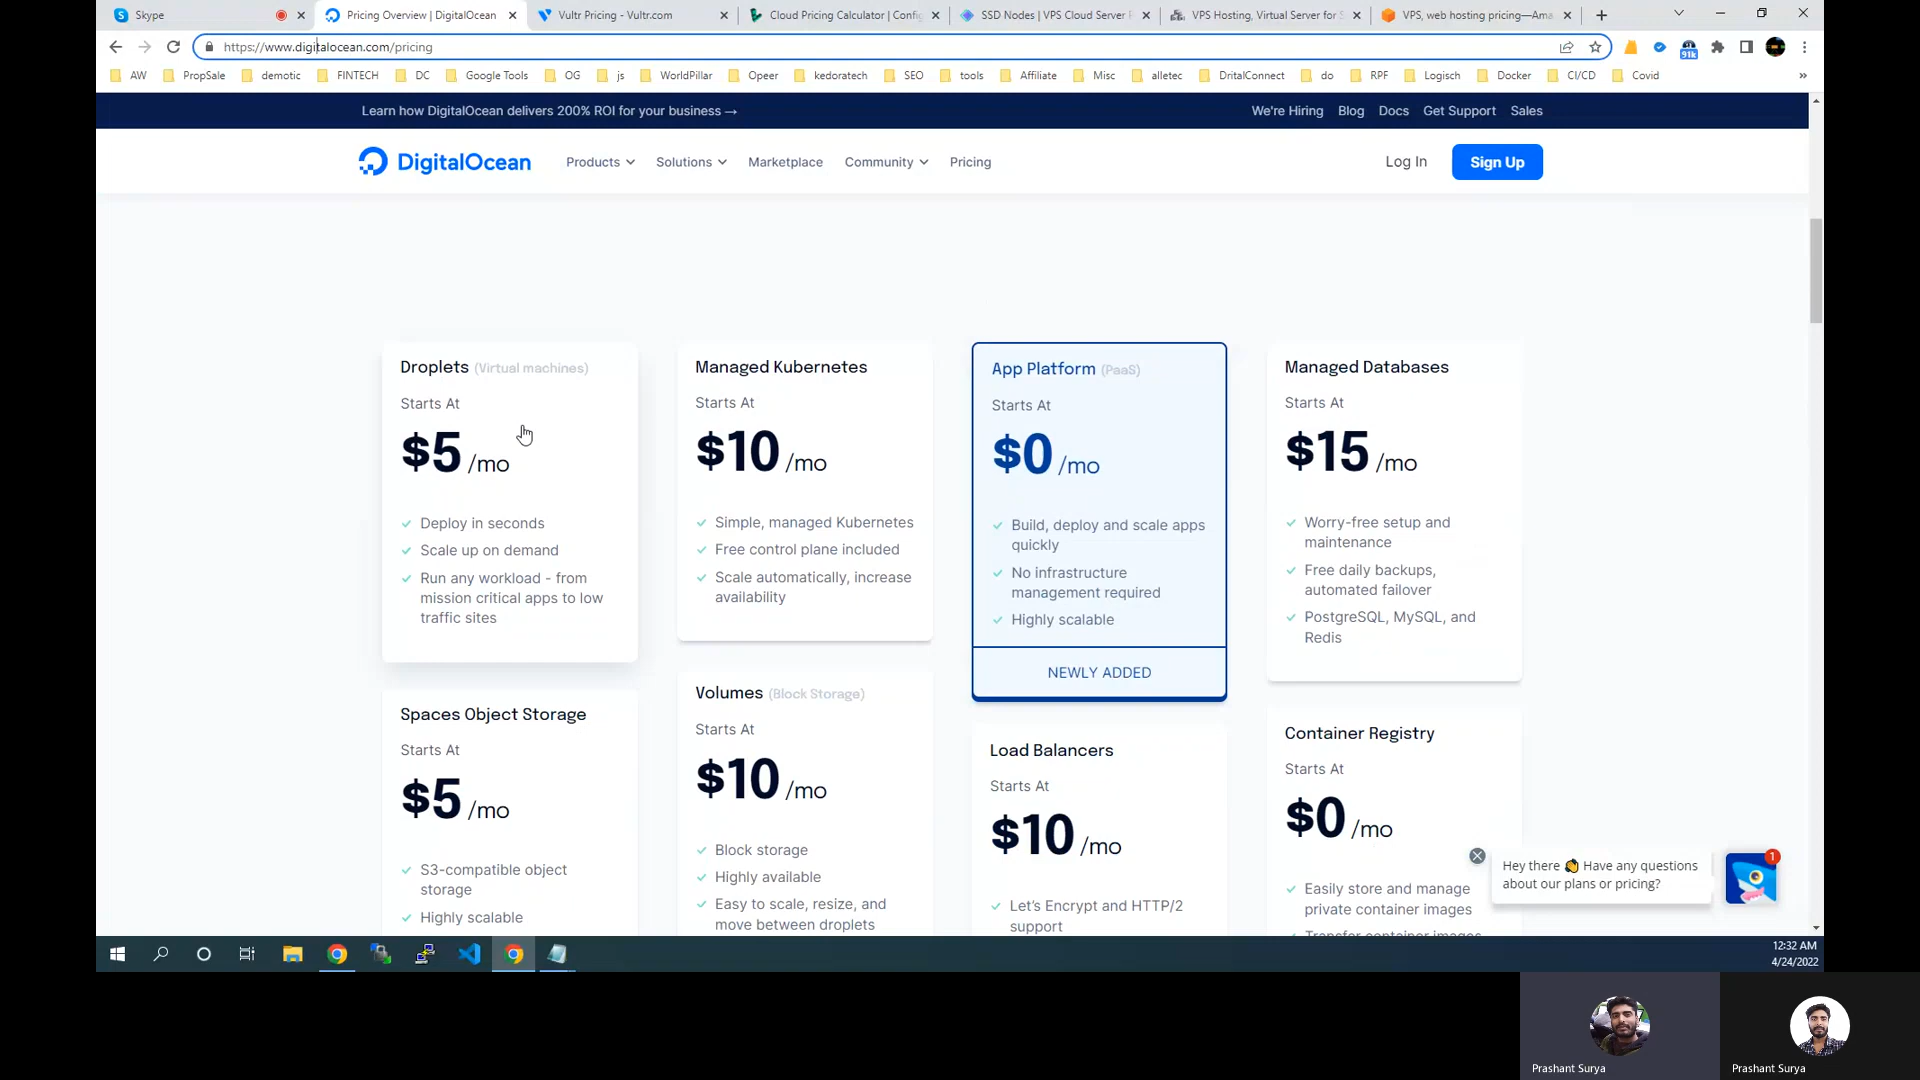 Skype
Pricing Overview | DigitalOcean
Vultr Pricing - Vultr.com
Cloud Pricing Calculator | Config
SSD Nodes | VPS Cloud Server P
VPS Hosting, Virtual Server for S
VPS, web hosting pricing—Ama
https://www.digitalocean.com/pricing
91k
AW
PropSale
demotic
FINTECH
DC
Google Tools
OG
js
WorldPillar
Opeer
kedoratech
SEO
tools
Affiliate
Misc
alletec
DritalConnect
do
RPF
Logisch
Docker
CI/CD
Covid
Learn how DigitalOcean delivers 200% ROI for your business →
We're Hiring
Blog
Docs
Get Support
Sales
DigitalOcean
Products
Solutions
Marketplace
Community
Pricing
Log In
Sign Up
Droplets (Virtual machines)
Starts At
$5 /mo
Deploy in seconds
Scale up on demand
Run any workload - from
mission critical apps to low
traffic sites
Managed Kubernetes
Starts At
$10 /mo
Simple, managed Kubernetes
Free control plane included
Scale automatically, increase
availability
App Platform (PaaS)
Starts At
$0 /mo
Build, deploy and scale apps
quickly
No infrastructure
management required
Highly scalable
NEWLY ADDED
Managed Databases
Starts At
$15 /mo
Worry-free setup and
maintenance
Free daily backups,
automated failover
PostgreSQL, MySQL, and
Redis
Spaces Object Storage
Starts At
$5 /mo
S3-compatible object
storage
Highly scalable
Volumes (Block Storage)
Starts At
$10 /mo
Block storage
Highly available
Easy to scale, resize, and
move between droplets
Load Balancers
Starts At
$10 /mo
Let's Encrypt and HTTP/2
support
Container Registry
Starts At
$0 /mo
Easily store and manage
private container images
Transfer container images
Hey there 👋 Have any questions
about our plans or pricing?
1
12:32 AM
4/24/2022
Prashant Surya
Prashant Surya